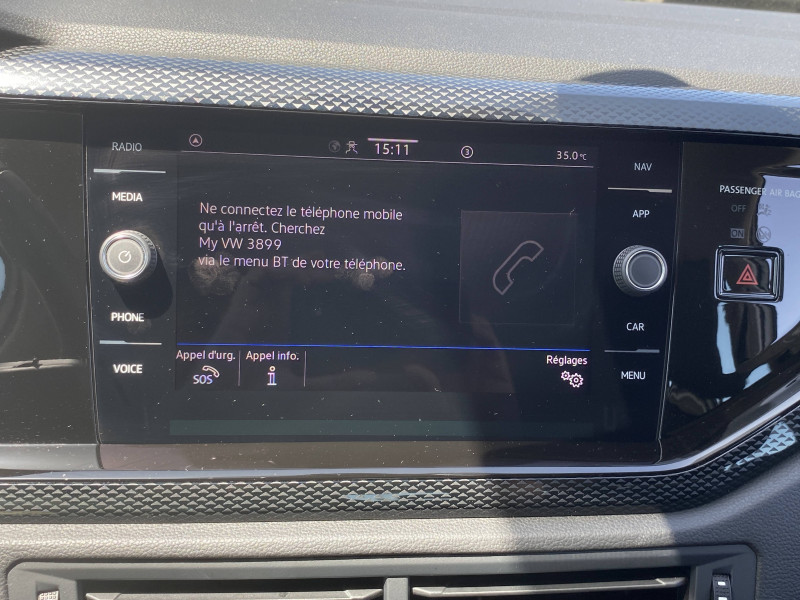 RADIO
MEDIA
PHONE
VOICE
15:11
3
35.0 °C
Ne connectez le téléphone mobile
qu'à l'arrêt. Cherchez
My VW 3899
via le menu BT de votre téléphone.
Appel d'urg.
SOS
Appel info.
i
Réglages
NAV
APP
CAR
MENU
PASSENGER AIR BAG
OFF
ON